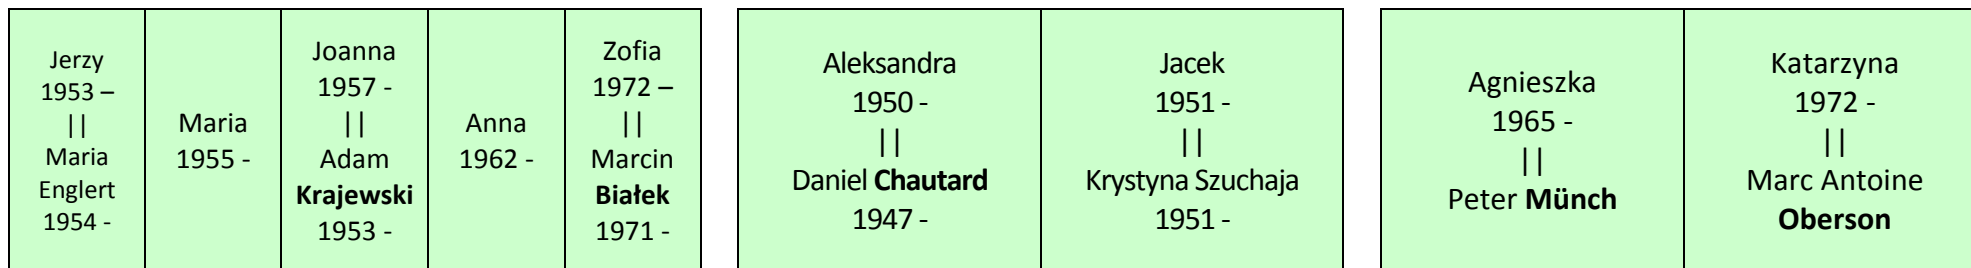 Jerzy
1953 –
||
Maria
Englert
1954 -
Maria
1955 -
Joanna
1957 -
||
Adam
Krajewski
1953 -
Anna
1962 -
Zofia
1972 –
||
Marcin
Białek
1971 -
Aleksandra
1950 -
||
Daniel Chautard
1947 -
Jacek
1951 -
||
Krystyna Szuchaja
1951 -
Agnieszka
1965 -
||
Peter Münch
Katarzyna
1972 -
||
Marc Antoine
Oberson